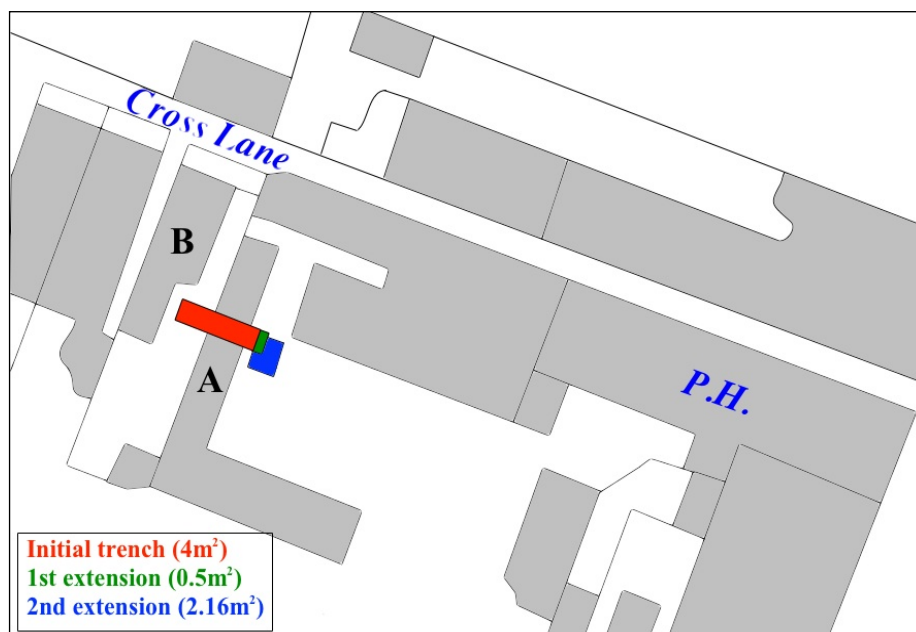 Cross Lane
B
A
P.H.
Initial trench (4m²)
1st extension (0.5m²)
2nd extension (2.16m²)